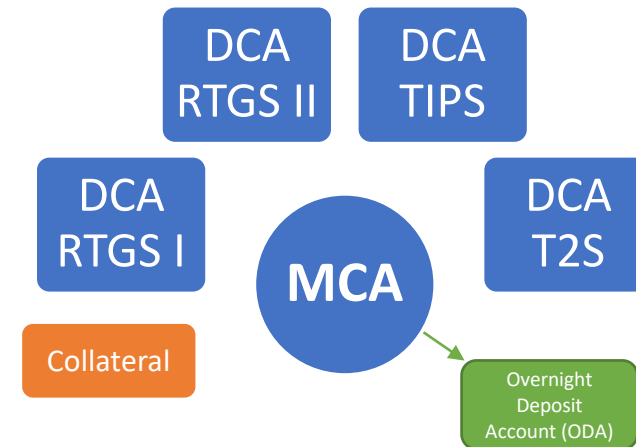 DCA
RTGS II
DCA
TIPS
DCA
RTGS I
DCA
T2S
MCA
Collateral
Overnight
Deposit
Account (ODA)